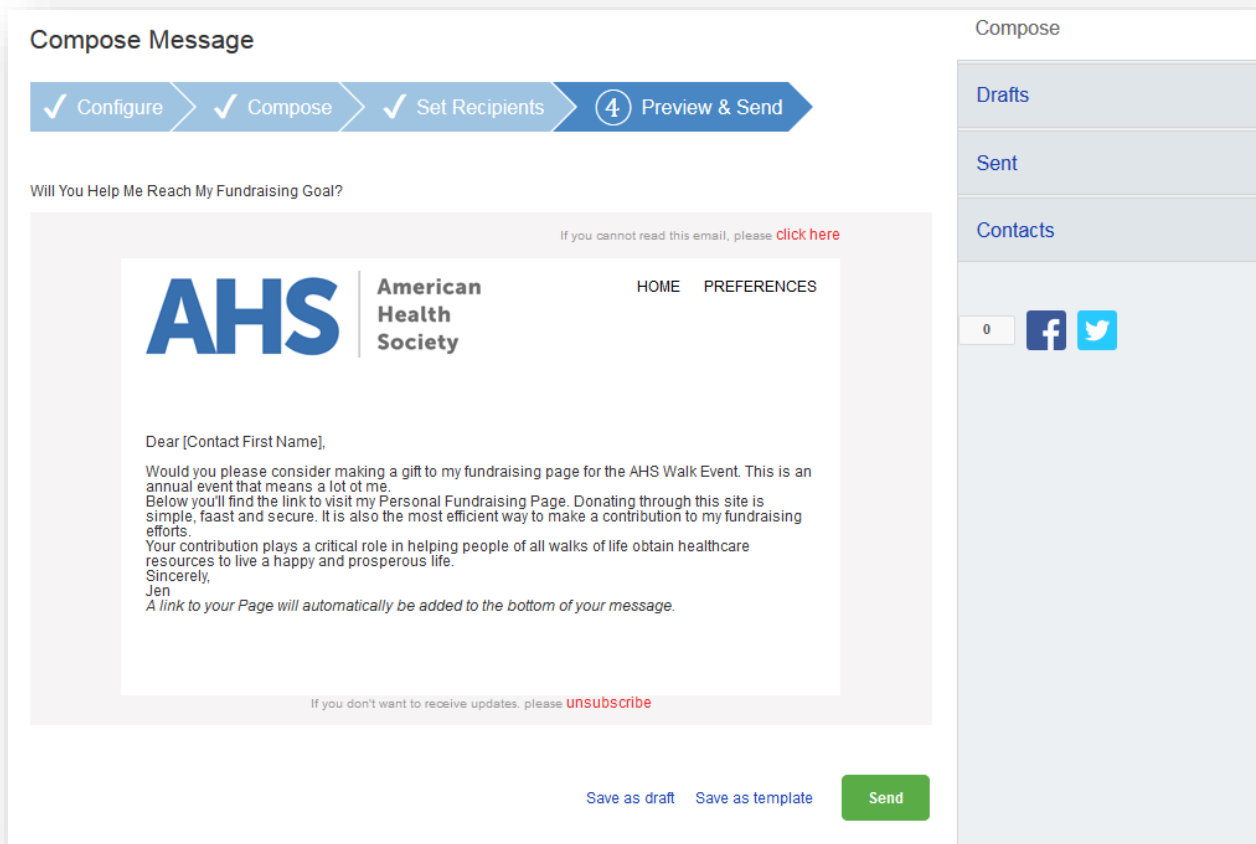 Compose Message
Configure
Compose
Set Recipients
4 Preview & Send
Will You Help Me Reach My Fundraising Goal?
If you cannot read this email, please click here
AHS
American
Health
Society
HOME PREFERENCES
Dear [Contact First Name],
Would you please consider making a gift to my fundraising page for the AHS Walk Event. This is an
annual event that means a lot ot me.
Below you'll find the link to visit my Personal Fundraising Page. Donating through this site is
simple, faast and secure. It is also the most efficient way to make a contribution to my fundraising
efforts.
Your contribution plays a critical role in helping people of all walks of life obtain healthcare
resources to live a happy and prosperous life.
Sincerely,
Jen
A link to your Page will automatically be added to the bottom of your message.
If you don't want to receive updates. please unsubscribe
Save as draft Save as template Send
Compose
Drafts
Sent
Contacts
0 f